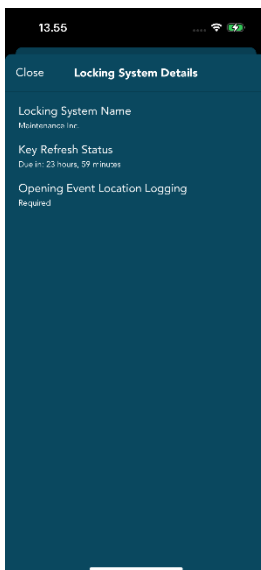 13.55
Close Locking System Details
Locking System Name
Maintenance Inc.
Key Refresh Status
Due in: 23 hours, 59 minutes
Opening Event Location Logging
Required